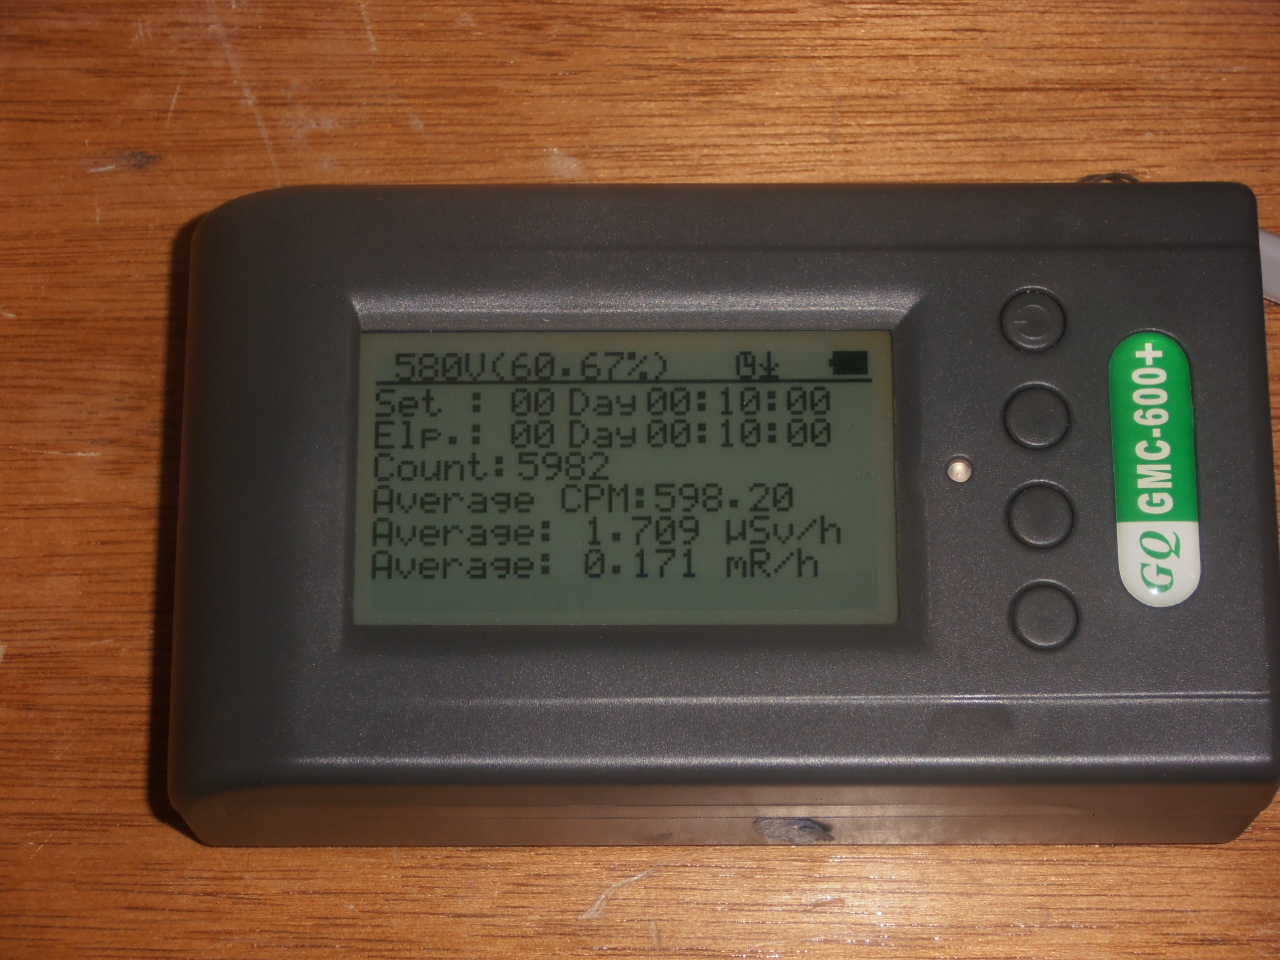 580V(60.67%)
Set : 00 Day 00:10:00
Elp.: 00 Day 00:10:00
Count:5982
Average CPM:598.20
Average: 1.709 µSv/h
Average: 0.171 mR/h
GQ GMC-600+